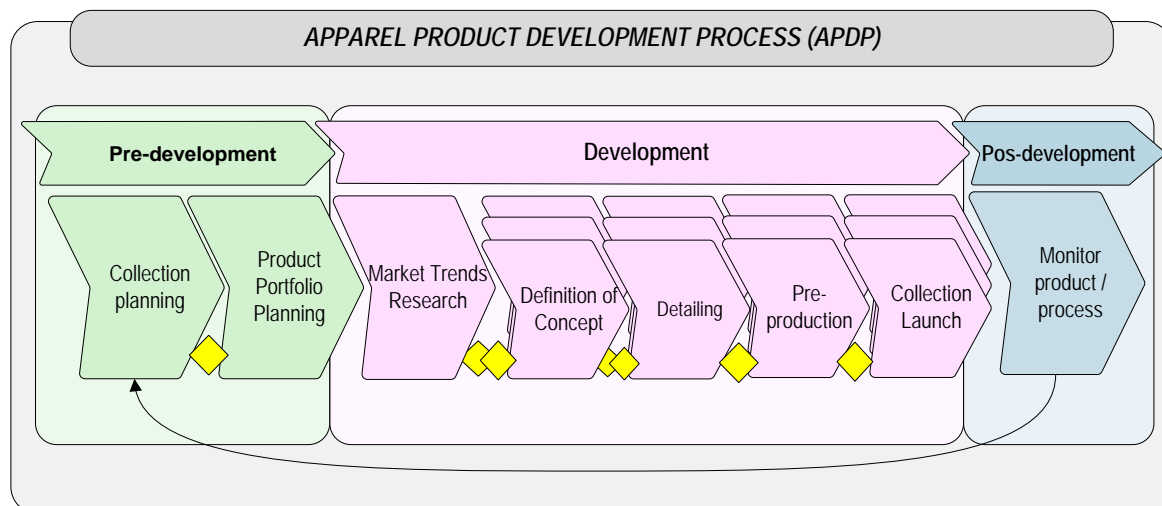 APPAREL PRODUCT DEVELOPMENT PROCESS (APDP)
Pre-development
Development
Pos-development
Collection
planning
Product
Portfolio
Planning
Market Trends
Research
Definition of
Concept
Detailing
Pre-
production
Collection
Launch
Monitor
product /
process